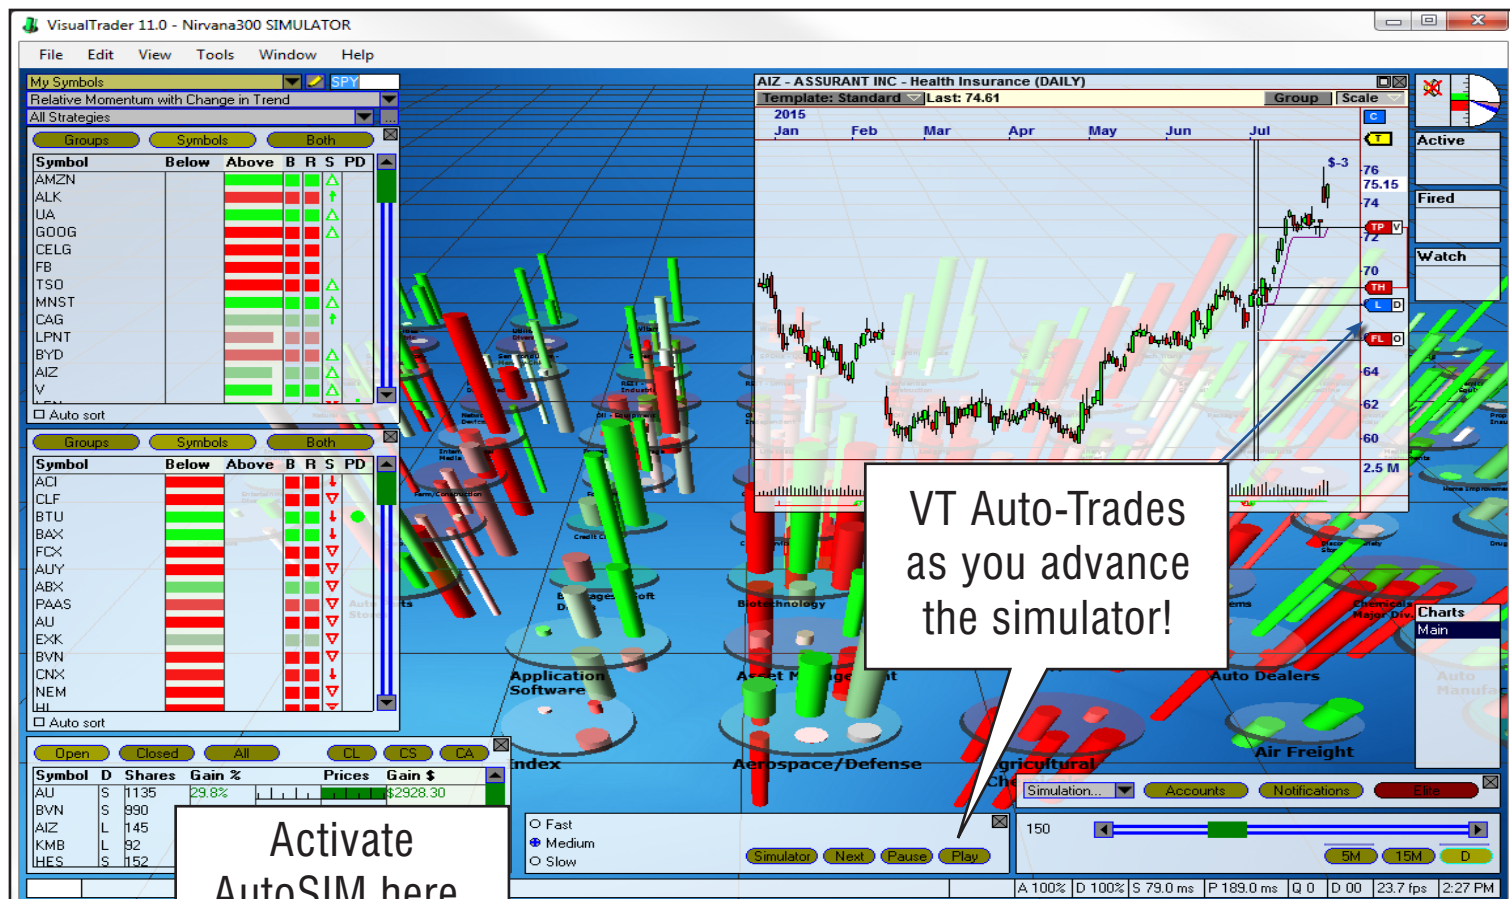 VisualTrader 11.0 - Nirvana300 SIMULATOR
File Edit View Tools Window Help
My Symbols SPY
Relative Momentum with Change in Trend
All Strategies ...
Groups Symbols Both
Symbol Below Above B R S PD
AMZN
ALK
UA
GOOG
CELG
FB
TSO
MNST
CAG
LPNT
BYD
AIZ
V
Auto sort
Groups Symbols Both
Symbol Below Above B R S PD
ACI
CLF
BTU
BAX
FCX
AUY
ABX
PAAS
AU
EXK
BVN
CNX
NEM
HL
Auto sort
Open Closed All CL CS CA
Symbol D Shares Gain % Prices Gain $
AU S 1135 29.8% $2928.30
BVN S 990
AIZ L 145
KMB L 92
HES S 152
Activate
AutoSIM here
AIZ - ASSURANT INC - Health Insurance (DAILY)
Template: Standard Last: 74.61 Group Scale
2015
Jan Feb Mar Apr May Jun Jul
C
T
$-3
76
75.15
74
TP V
72
70
TH
L D
FL O
64
62
60
2.5 M
Active
Fired
Watch
VT Auto-Trades
as you advance
the simulator!
Credit
Biotechnology
Application
Software
Index
Aerospace/Defense
Agricultural
Auto Dealers
Air Freight
Chemicals
Major Div.
Charts
Main
Fast
Medium
Slow
Simulator Next Pause Play
Simulation... Accounts Notifications Elite
150
5M 15M D
A 100% D 100% S 79.0 ms P 189.0 ms Q 0 D 00 23.7 fps 2:27 PM